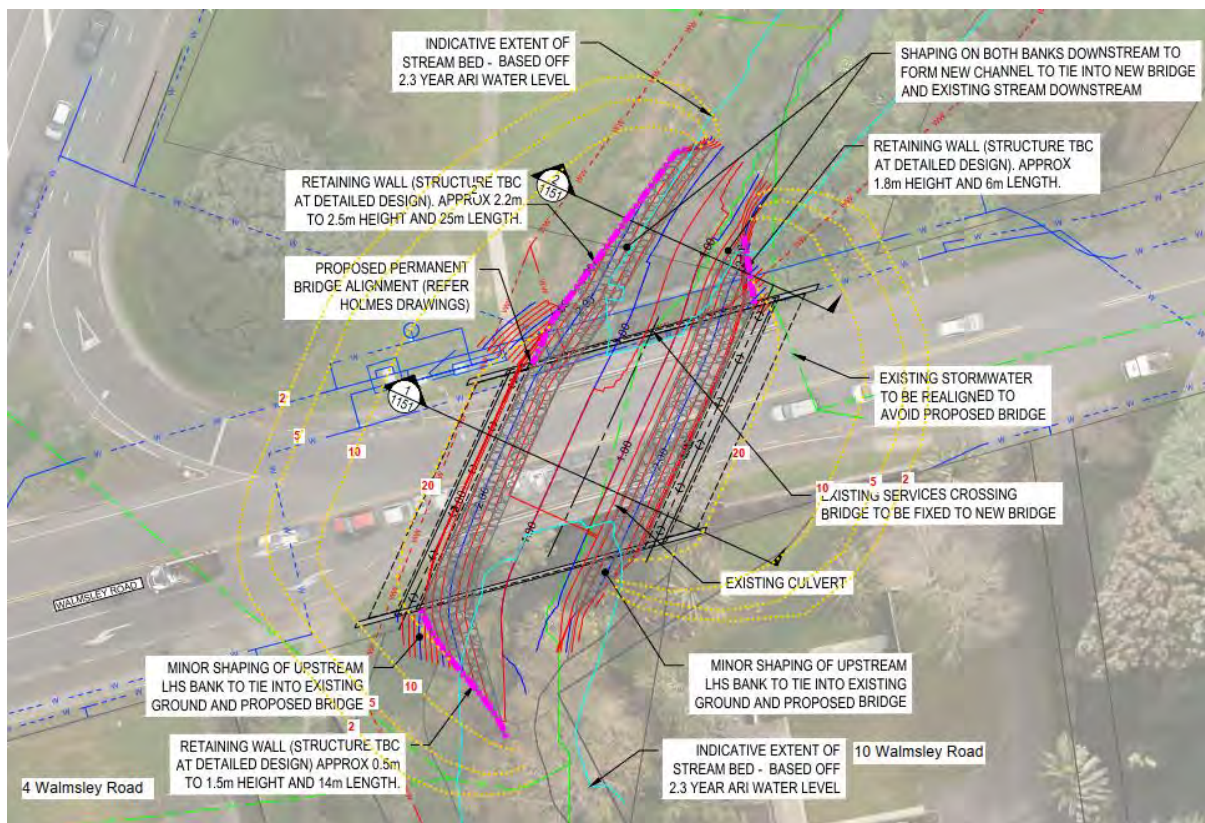 INDICATIVE EXTENT OF
STREAM BED - BASED OFF
2.3 YEAR ARI WATER LEVEL
SHAPING ON BOTH BANKS DOWNSTREAM TO
FORM NEW CHANNEL TO TIE INTO NEW BRIDGE
AND EXISTING STREAM DOWNSTREAM
RETAINING WALL (STRUCTURE TBC
AT DETAILED DESIGN). APPROX
1.8m HEIGHT AND 6m LENGTH.
RETAINING WALL (STRUCTURE TBC
AT DETAILED DESIGN). APPROX 2.2m
TO 2.5m HEIGHT AND 25m LENGTH.
2
1151
PROPOSED PERMANENT
BRIDGE ALIGNMENT (REFER
HOLMES DRAWINGS)
1
1151
EXISTING STORMWATER
TO BE REALIGNED TO
AVOID PROPOSED BRIDGE
2
5
10
20
20
10
5
2
EXISTING SERVICES CROSSING
BRIDGE TO BE FIXED TO NEW BRIDGE
EXISTING CULVERT
WALMSLEY ROAD
MINOR SHAPING OF UPSTREAM
LHS BANK TO TIE INTO EXISTING
GROUND AND PROPOSED BRIDGE
10
5
2
MINOR SHAPING OF UPSTREAM
LHS BANK TO TIE INTO EXISTING
GROUND AND PROPOSED BRIDGE
RETAINING WALL (STRUCTURE TBC
AT DETAILED DESIGN) APPROX 0.5m
TO 1.5m HEIGHT AND 14m LENGTH.
INDICATIVE EXTENT OF
STREAM BED - BASED OFF
2.3 YEAR ARI WATER LEVEL
10 Walmsley Road
4 Walmsley Road